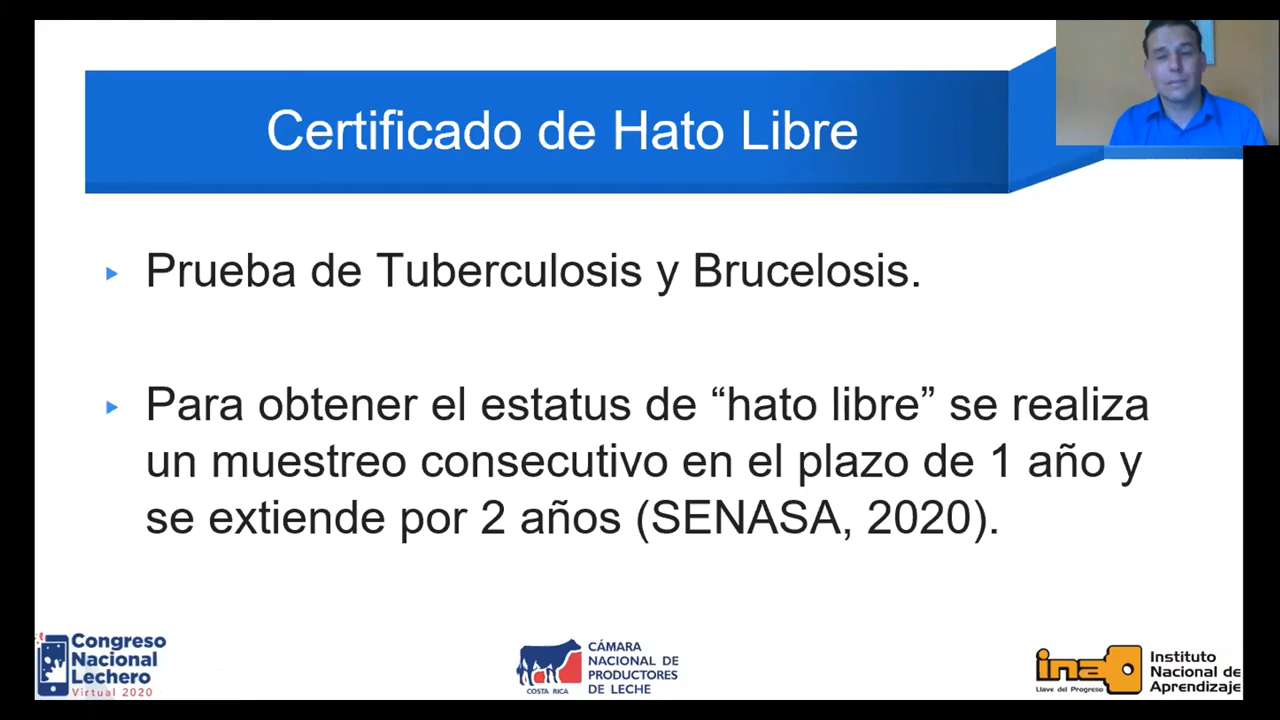 Certificado de Hato Libre
Prueba de Tuberculosis y Brucelosis.
Para obtener el estatus de “hato libre” se realiza
un muestreo consecutivo en el plazo de 1 año y
se extiende por 2 años (SENASA, 2020).
Congreso
Nacional
Lechero
Virtual 2020
CÁMARA
NACIONAL DE
PRODUCTORES
DE LECHE
COSTA RICA
ina
Llave del Progreso
Instituto
Nacional de
Aprendizaje